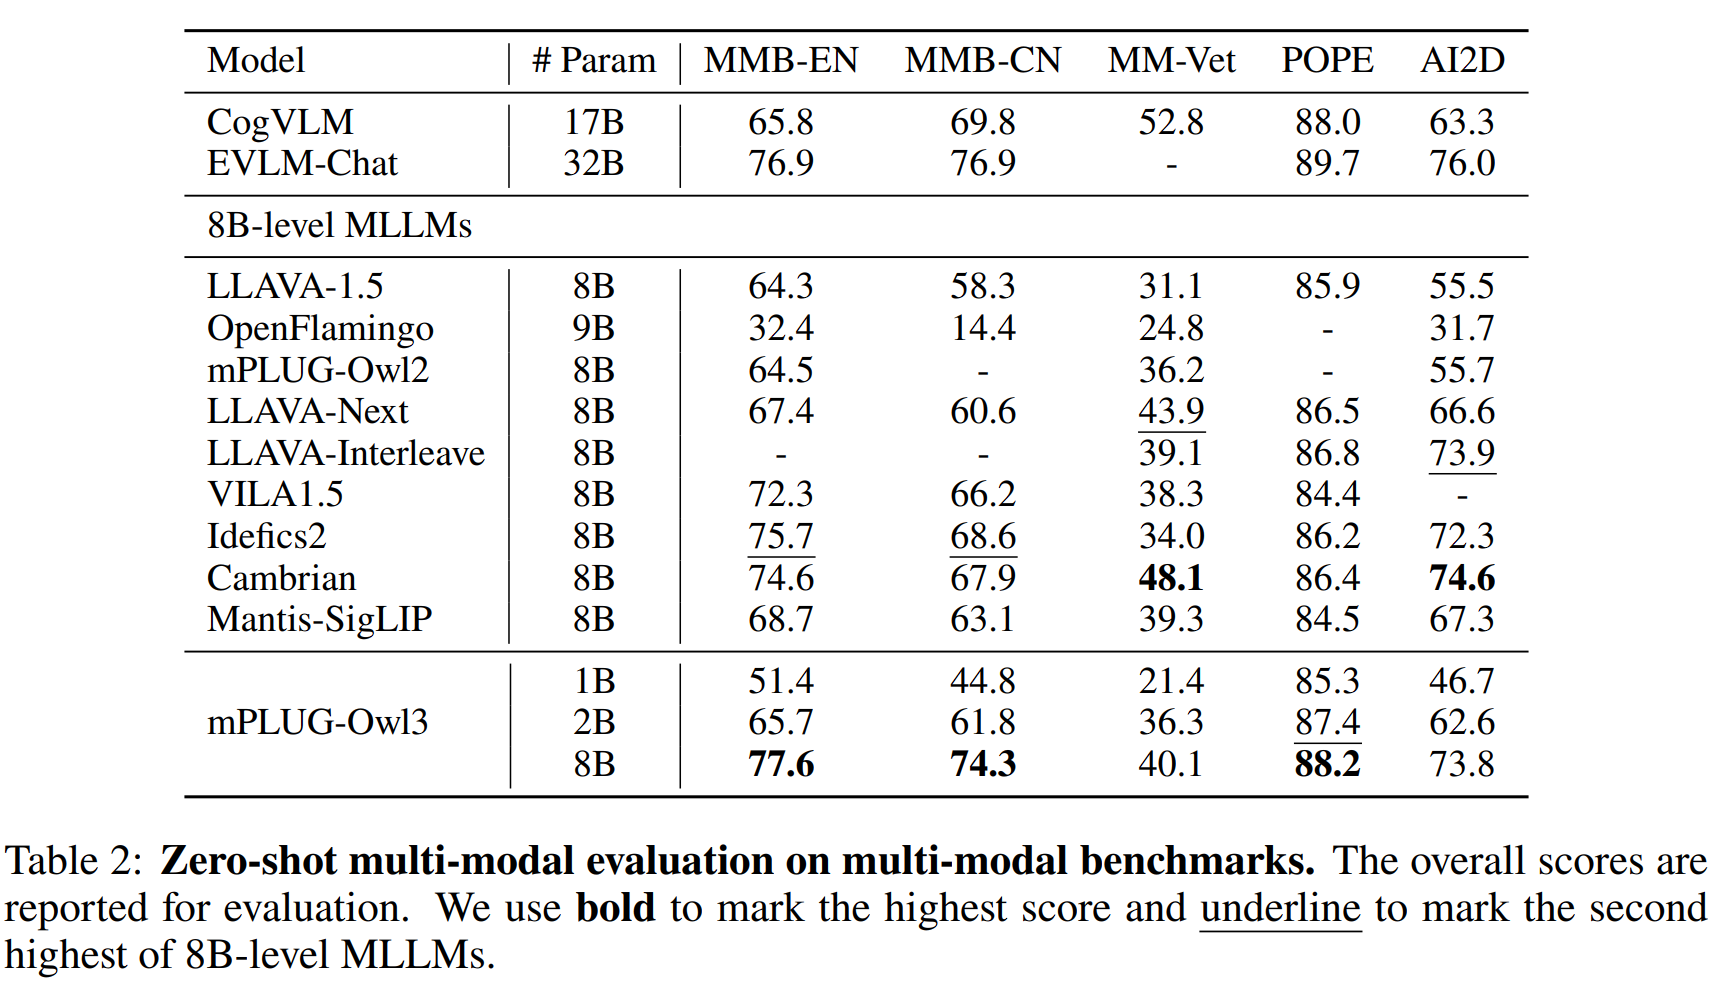 Model # Param MMB-EN MMB-CN MM-Vet POPE AI2D
CogVLM 17B 65.8 69.8 52.8 88.0 63.3
EVLM-Chat 32B 76.9 76.9 - 89.7 76.0
8B-level MLLMs
LLAVA-1.5 8B 64.3 58.3 31.1 85.9 55.5
OpenFlamingo 9B 32.4 14.4 24.8 - 31.7
mPLUG-Owl2 8B 64.5 - 36.2 - 55.7
LLAVA-Next 8B 67.4 60.6 43.9 86.5 66.6
LLAVA-Interleave 8B - - 39.1 86.8 73.9
VILA1.5 8B 72.3 66.2 38.3 84.4 -
Idefics2 8B 75.7 68.6 34.0 86.2 72.3
Cambrian 8B 74.6 67.9 48.1 86.4 74.6
Mantis-SigLIP 8B 68.7 63.1 39.3 84.5 67.3
1B 51.4 44.8 21.4 85.3 46.7
mPLUG-Owl3 2B 65.7 61.8 36.3 87.4 62.6
8B 77.6 74.3 40.1 88.2 73.8
Table 2: Zero-shot multi-modal evaluation on multi-modal benchmarks. The overall scores are
reported for evaluation. We use bold to mark the highest score and underline to mark the second
highest of 8B-level MLLMs.